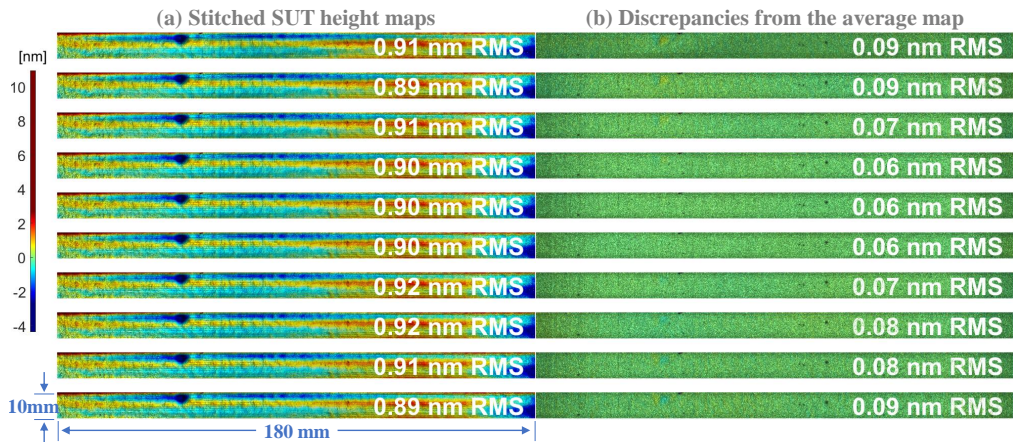 (a) Stitched SUT height maps (b) Discrepancies from the average map
[nm]
10
8
6
4
2
0
-2
-4
0.91 nm RMS 0.09 nm RMS
0.89 nm RMS 0.09 nm RMS
0.91 nm RMS 0.07 nm RMS
0.90 nm RMS 0.06 nm RMS
0.90 nm RMS 0.06 nm RMS
0.90 nm RMS 0.06 nm RMS
0.92 nm RMS 0.07 nm RMS
0.92 nm RMS 0.08 nm RMS
0.91 nm RMS 0.08 nm RMS
0.89 nm RMS 0.09 nm RMS
10mm
180 mm